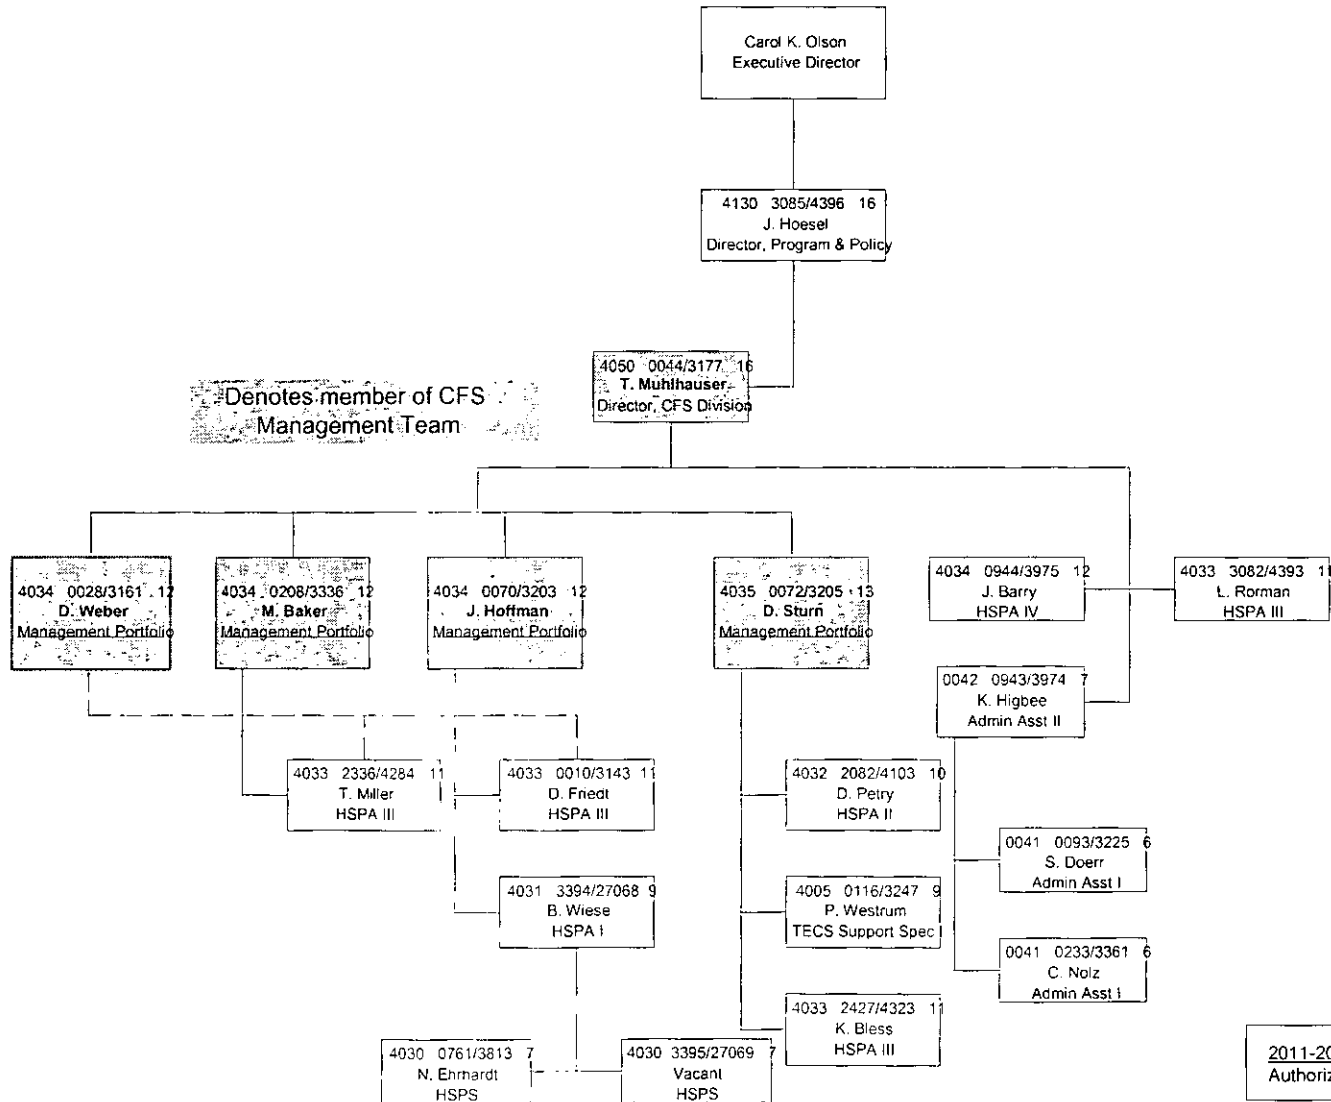 Carol K. Olson
Executive Director
4130 3085/4396 16
J. Hoesel
Director, Program & Policy
4050 0044/3177 16
T. Muhlhauser
Director, CFS Division
Denotes member of CFS
Management Team
4034 0028/3161 12
D. Weber
Management Portfolio
4034 0208/3336 12
M. Baker
Management Portfolio
4034 0070/3203 12
J. Hoffman
Management Portfolio
4035 0072/3205 13
D. Sturn
Management Portfolio
4034 0944/3975 12
J. Barry
HSPA IV
4033 3082/4393 11
L. Rorman
HSPA III
0042 0943/3974 7
K. Higbee
Admin Asst II
4033 2336/4284 11
T. Miller
HSPA III
4033 0010/3143 11
D. Friedt
HSPA III
4032 2082/4103 10
D. Petry
HSPA II
0041 0093/3225 6
S. Doerr
Admin Asst I
4031 3394/27068 9
B. Wiese
HSPA I
4005 0116/3247 9
P. Westrum
TECS Support Spec
0041 0233/3361 6
C. Nolz
Admin Asst I
4033 2427/4323 11
K. Bless
HSPA III
4030 0761/3813 7
N. Ehrhardt
HSPS
4030 3395/27069 7
Vacant
HSPS
2011-20
Authoriz